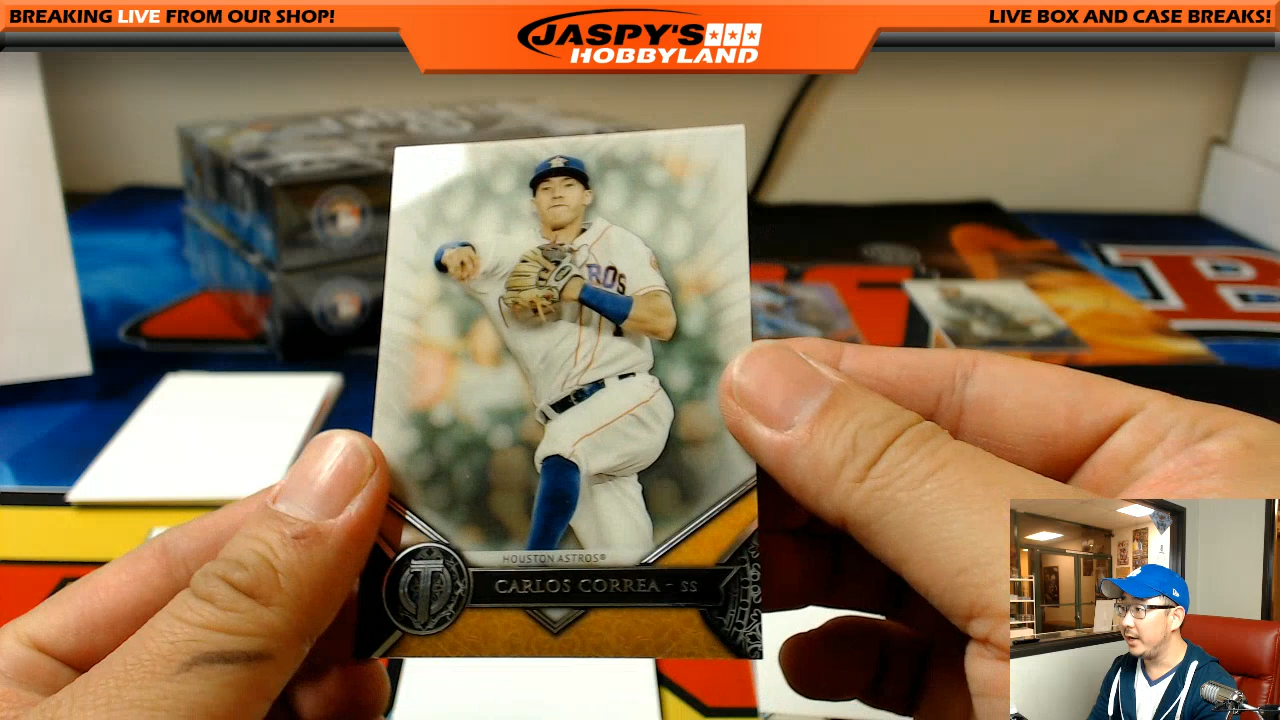 BREAKING LIVE FROM OUR SHOP!
JASPY'S
HOBBYLAND
LIVE BOX AND CASE BREAKS!
ROS
HOUSTON ASTROS®
CARLOS CORREA - SS